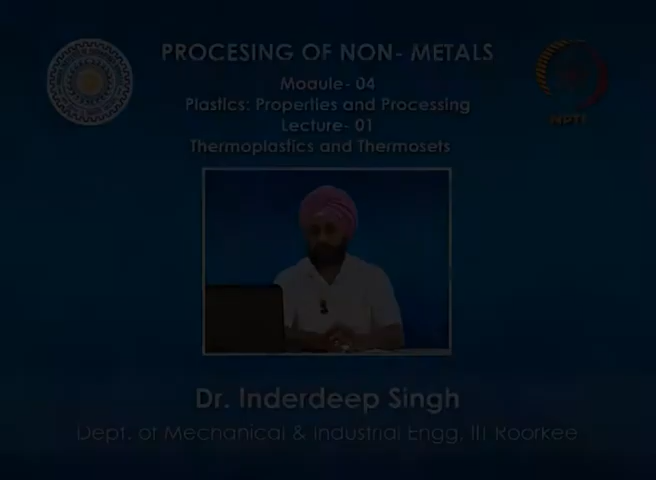 PROCESING OF NON- METALS
Module- 04
Plastics: Properties and Processing
Lecture- 01
Thermoplastics and Thermosets
NPTEL
Dr. Inderdeep Singh
Dept. of Mechanical & Industrial Engg, IIT Roorkee